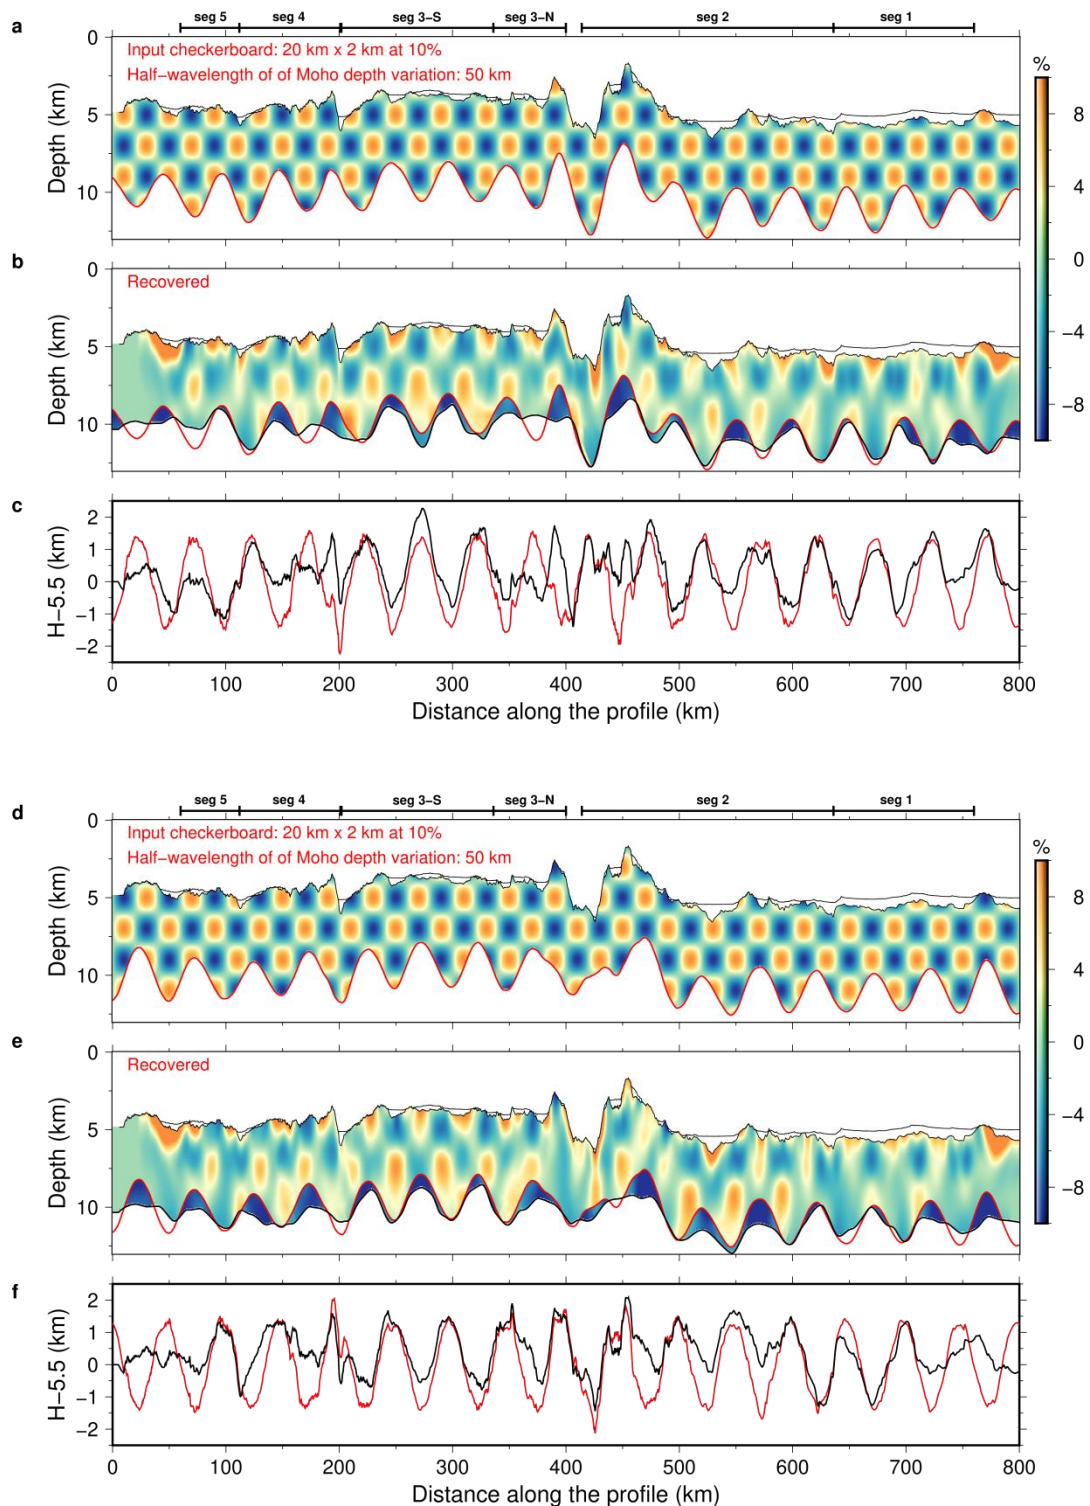 seg 5 seg 4 seg 3-S seg 3-N seg 2 seg 1
a
0
Input checkerboard: 20 km x 2 km at 10%
Half-wavelength of of Moho depth variation: 50 km
%
Depth (km)
5
10
8
4
0
-4
-8
b
0
Recovered
Depth (km)
5
10
c
H-5.5 (km)
2
1
0
-1
-2
0 100 200 300 400 500 600 700 800
Distance along the profile (km)
seg 5 seg 4 seg 3-S seg 3-N seg 2 seg 1
d
0
Input checkerboard: 20 km x 2 km at 10%
Half-wavelength of of Moho depth variation: 50 km
%
Depth (km)
5
10
8
4
0
-4
-8
e
0
Recovered
Depth (km)
5
10
f
H-5.5 (km)
2
1
0
-1
-2
0 100 200 300 400 500 600 700 800
Distance along the profile (km)